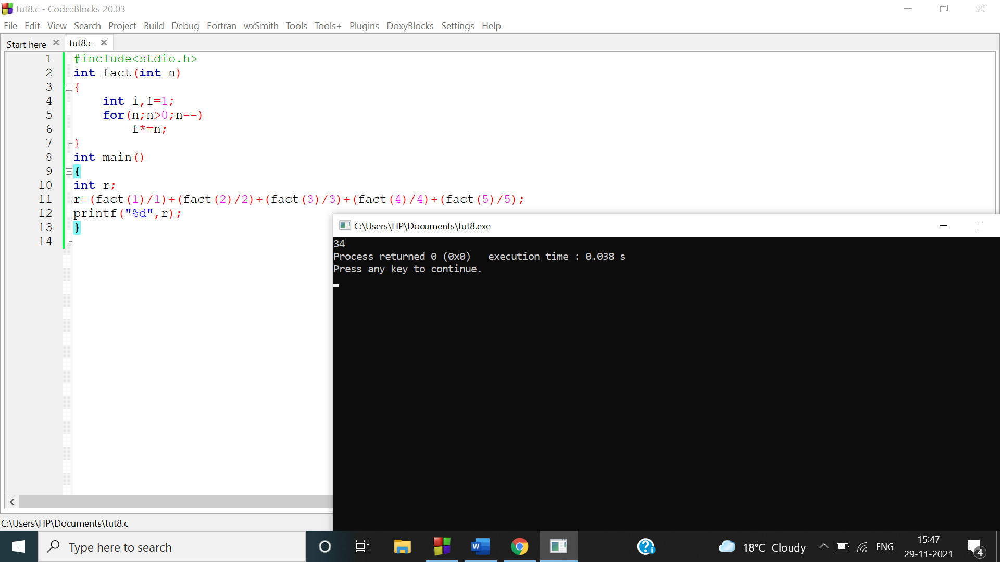 tut8.c - Code::Blocks 20.03
File Edit View Search Project Build Debug Fortran wxSmith Tools Tools+ Plugins DoxyBlocks Settings Help
Start here tut8.c
1 #include<stdio.h>
2 int fact(int n)
3 {
4 int i,f=1;
5 for(n;n>0;n--)
6 f*=n;
7 }
8 int main()
9 {
10 int r;
11 r=(fact(1)/1)+(fact(2)/2)+(fact(3)/3)+(fact(4)/4)+(fact(5)/5);
12 printf("%d",r);
13 }
14
C:\Users\HP\Documents\tut8.exe
34
Process returned 0 (0x0)   execution time : 0.038 s
Press any key to continue.
C:\Users\HP\Documents\tut8.c
Type here to search
W
18°C Cloudy
ENG
15:47
29-11-2021
4